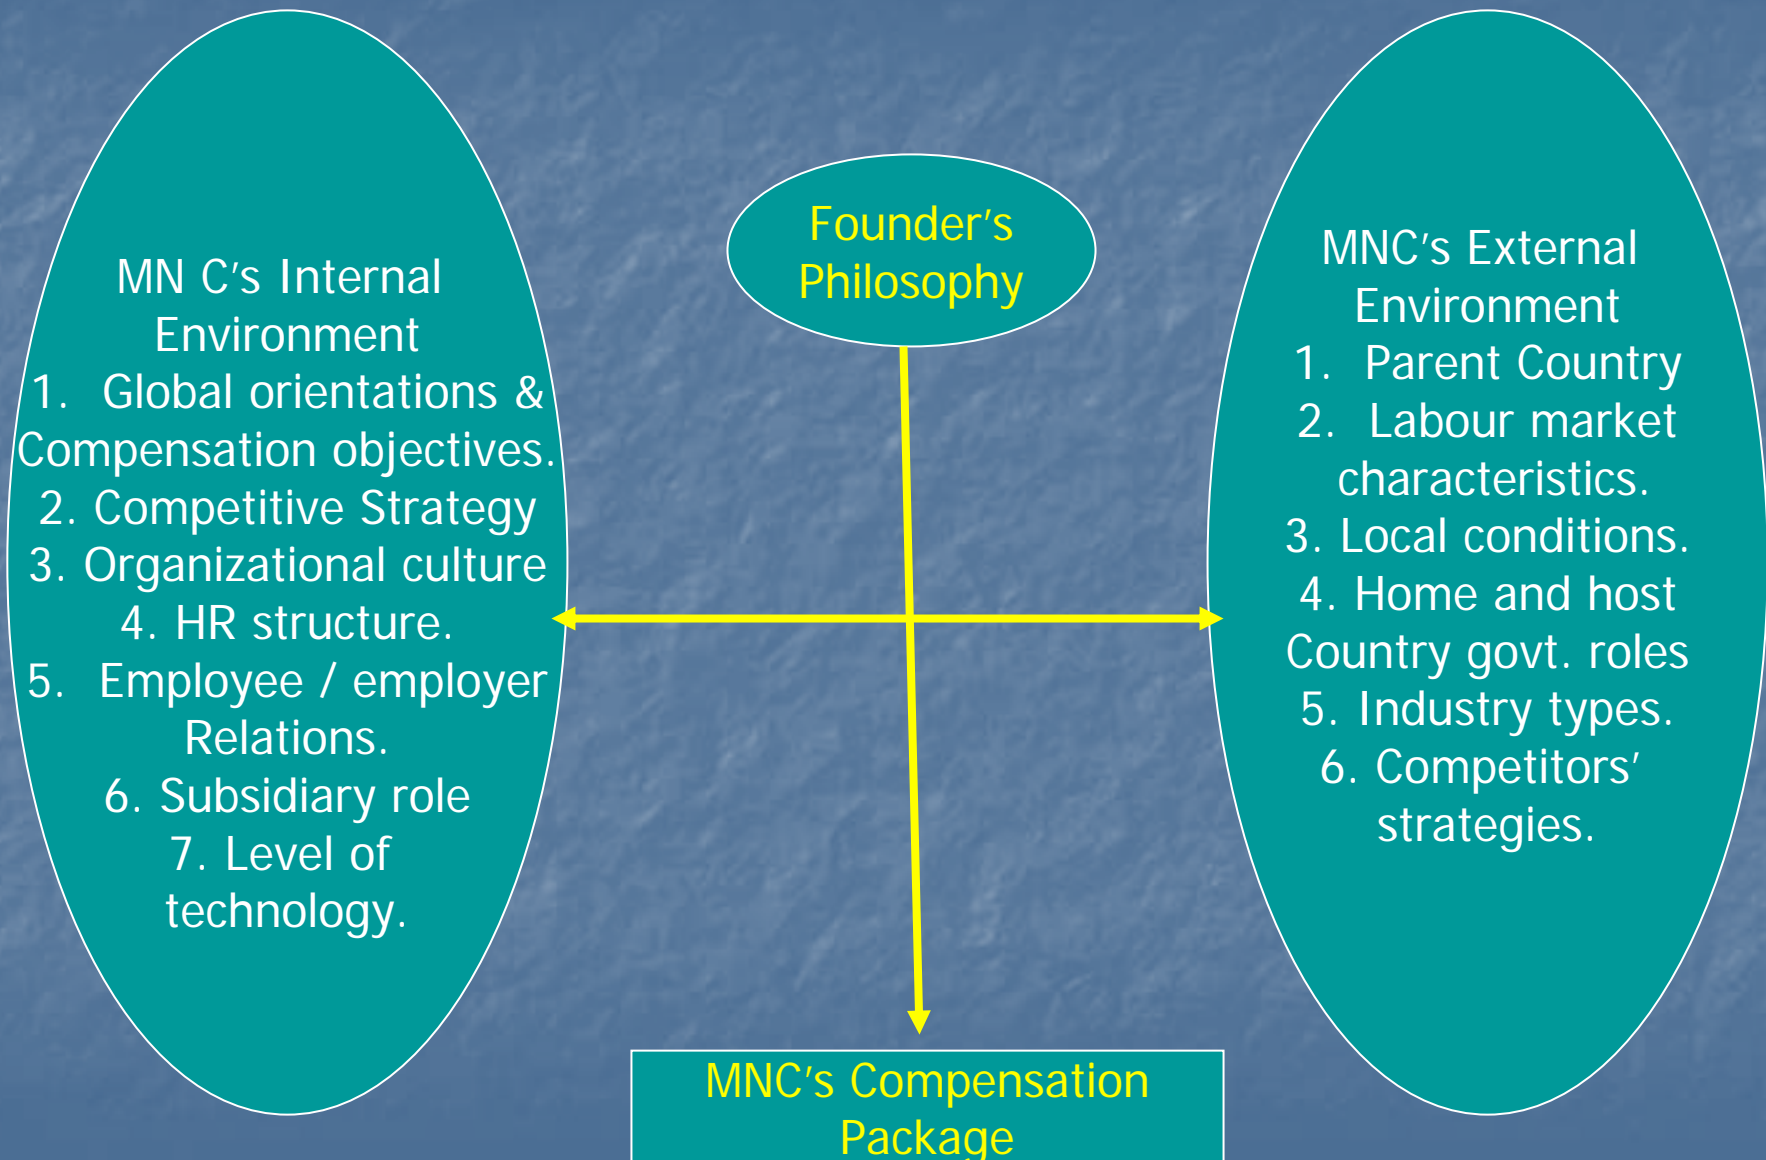 MN C's Internal
Environment
1. Global orientations &
Compensation objectives.
2. Competitive Strategy
3. Organizational culture
4. HR structure.
5. Employee / employer
Relations.
6. Subsidiary role
7. Level of
technology.
Founder's
Philosophy
MNC's External
Environment
1. Parent Country
2. Labour market
characteristics.
3. Local conditions.
4. Home and host
Country govt. roles
5. Industry types.
6. Competitors'
strategies.
MNC's Compensation
Package